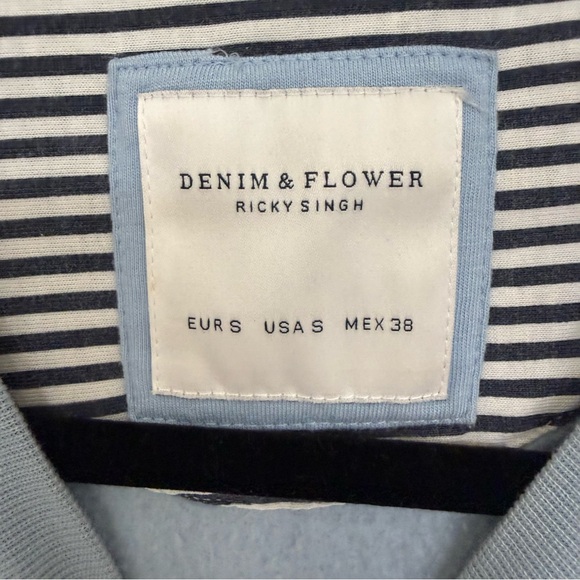 DENIM & FLOWER
RICKY SINGH
EUR S USA S MEX 38